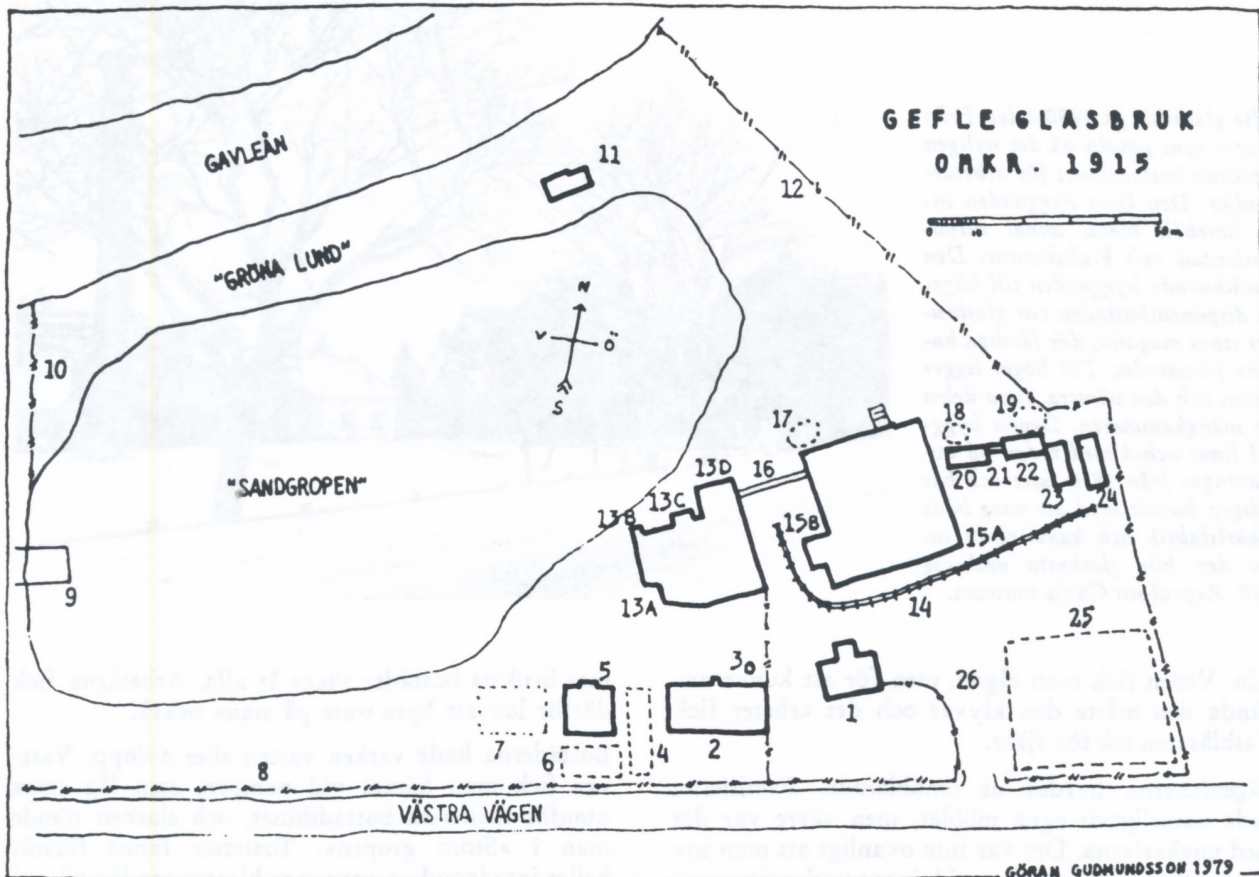 GEFLE GLASBRUK
OMKR. 1915
GAVLEÅN
11
12
"GRÖNA LUND"
N
V
Ö
S
10
"SANDGROPEN"
17
18
19
13D
16
20
21
22
23
24
13C
13B
15B
15A
9
13A
14
25
5
3
26
7
4
1
6
2
8
VÄSTRA VÄGEN
GÖRAN GUDMUNDSSON 1979